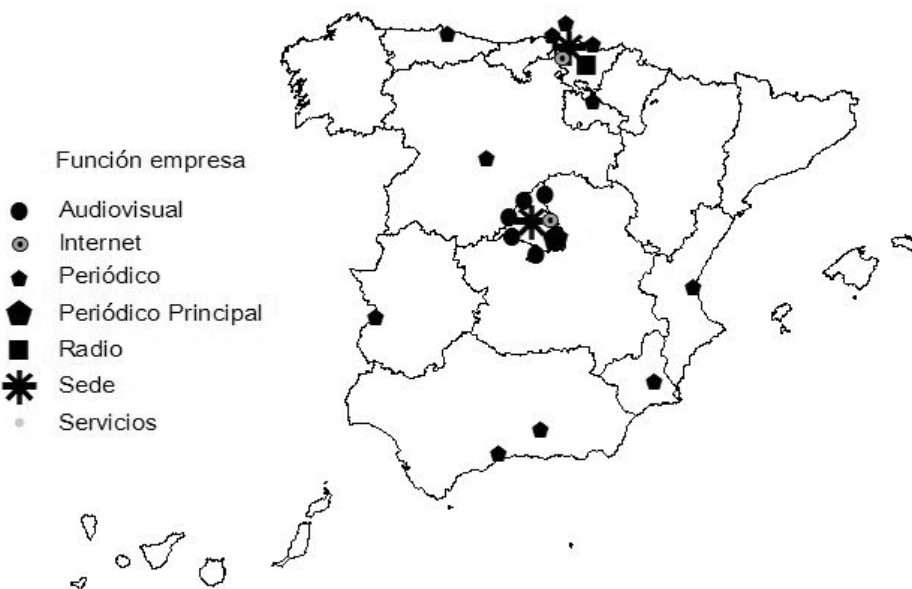 Función empresa
Audiovisual
Internet
Periódico
Periódico Principal
Radio
Sede
Servicios